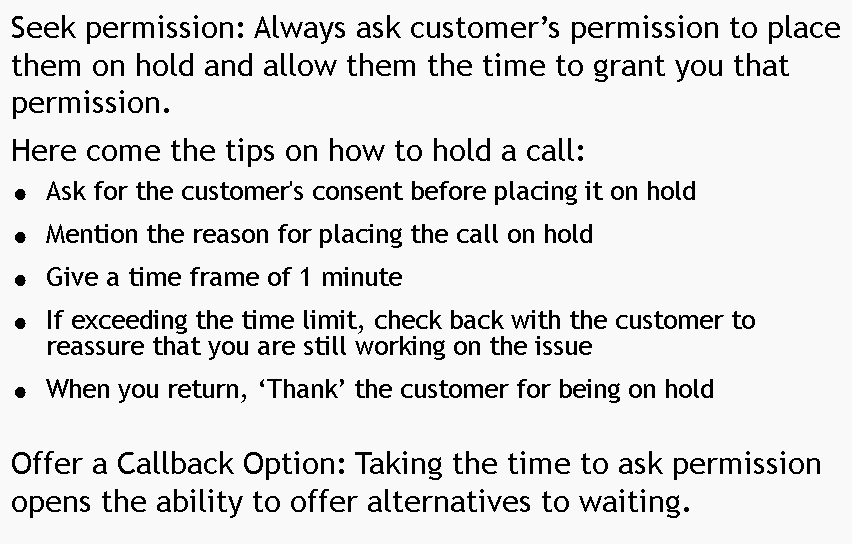 Seek permission: Always ask customer’s permission to place
them on hold and allow them the time to grant you that
permission.
Here come the tips on how to hold a call:
● Ask for the customer's consent before placing it on hold
● Mention the reason for placing the call on hold
● Give a time frame of 1 minute
● If exceeding the time limit, check back with the customer to
reassure that you are still working on the issue
● When you return, ‘Thank’ the customer for being on hold
Offer a Callback Option: Taking the time to ask permission
opens the ability to offer alternatives to waiting.